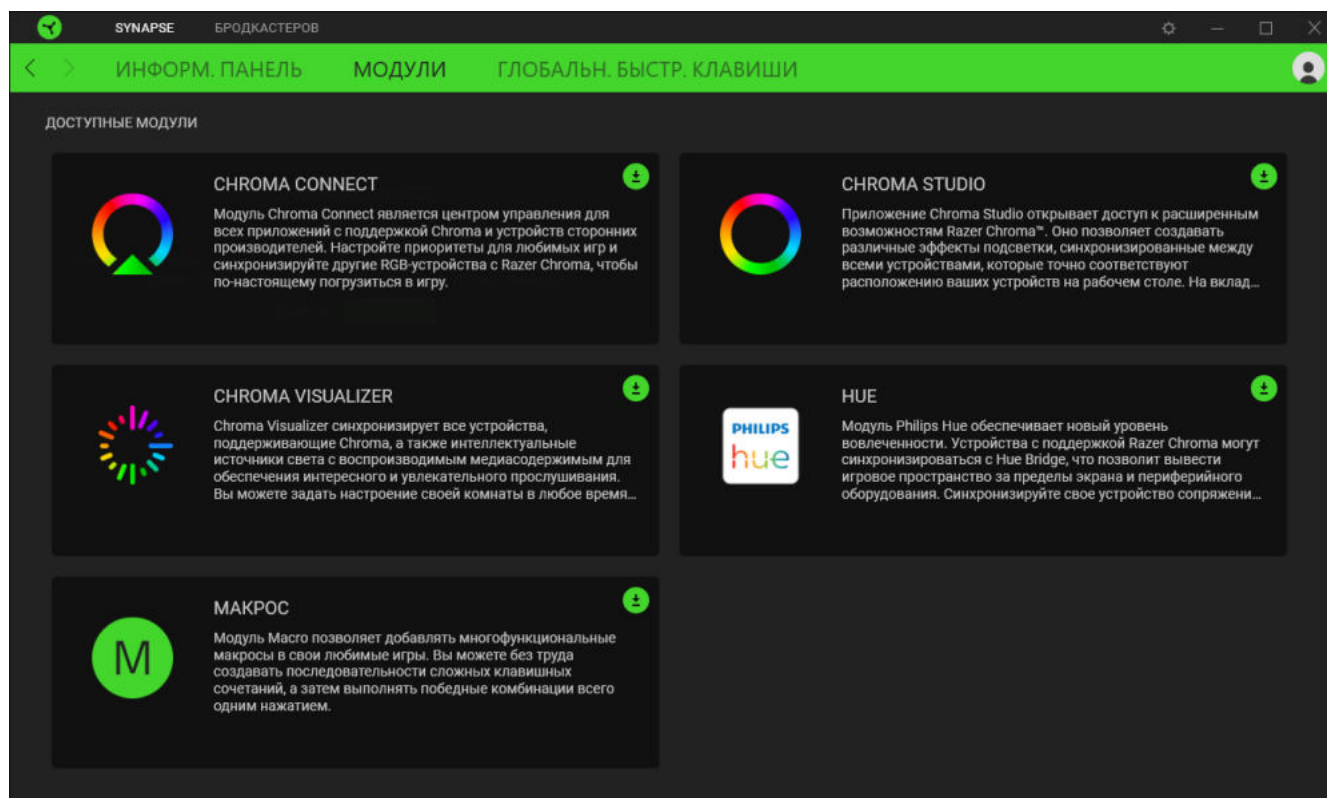 SYNAPSE БРОДКАСТЕРОВ
ИНФОРМ. ПАНЕЛЬ МОДУЛИ ГЛОБАЛЬН. БЫСТР. КЛАВИШИ
ДОСТУПНЫЕ МОДУЛИ
CHROMA CONNECT
Модуль Chroma Connect является центром управления для
всех приложений с поддержкой Chroma и устройств сторонних
производителей. Настройте приоритеты для любимых игр и
синхронизируйте другие RGB-устройства с Razer Chroma, чтобы
по-настоящему погрузиться в игру.
CHROMA STUDIO
Приложение Chroma Studio открывает доступ к расширенным
возможностям Razer Chroma™. Оно позволяет создавать
различные эффекты подсветки, синхронизированные между
всеми устройствами, которые точно соответствуют
расположению ваших устройств на рабочем столе. На вклад...
CHROMA VISUALIZER
Chroma Visualizer синхронизирует все устройства,
поддерживающие Chroma, а также интеллектуальные
источники света с воспроизводимым медиасодержимым для
обеспечения интересного и увлекательного прослушивания.
Вы можете задать настроение своей комнаты в любое время...
PHILIPS
hue
HUE
Модуль Philips Hue обеспечивает новый уровень
вовлеченности. Устройства с поддержкой Razer Chroma могут
синхронизироваться с Hue Bridge, что позволит вывести
игровое пространство за пределы экрана и периферийного
оборудования. Синхронизируйте свое устройство сопряжени...
M
МАКРОС
Модуль Macro позволяет добавлять многофункциональные
макросы в свои любимые игры. Вы можете без труда
создавать последовательности сложных клавишных
сочетаний, а затем выполнять победные комбинации всего
одним нажатием.